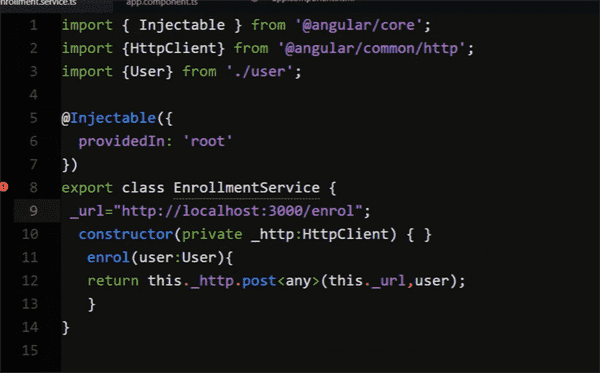 enrollment.service.ts app.component.ts
1 import { Injectable } from '@angular/core';
2 import {HttpClient} from '@angular/common/http';
3 import {User} from './user';
4
5 @Injectable({
6 providedIn: 'root'
7 })
8 export class EnrollmentService {
9 _url="http://localhost:3000/enrol";
10 constructor(private _http:HttpClient) { }
11 enrol(user:User){
12 return this._http.post<any>(this._url,user);
13 }
14 }
15